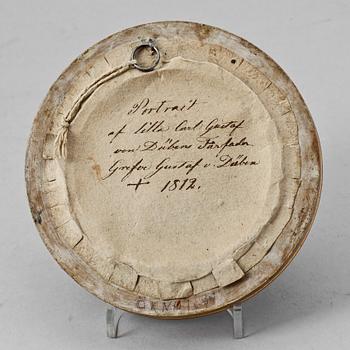 Portrait
af lilla Carl Gustaf
von Dübens Farfader
Grefve Gustaf v: Düben
† 1812.